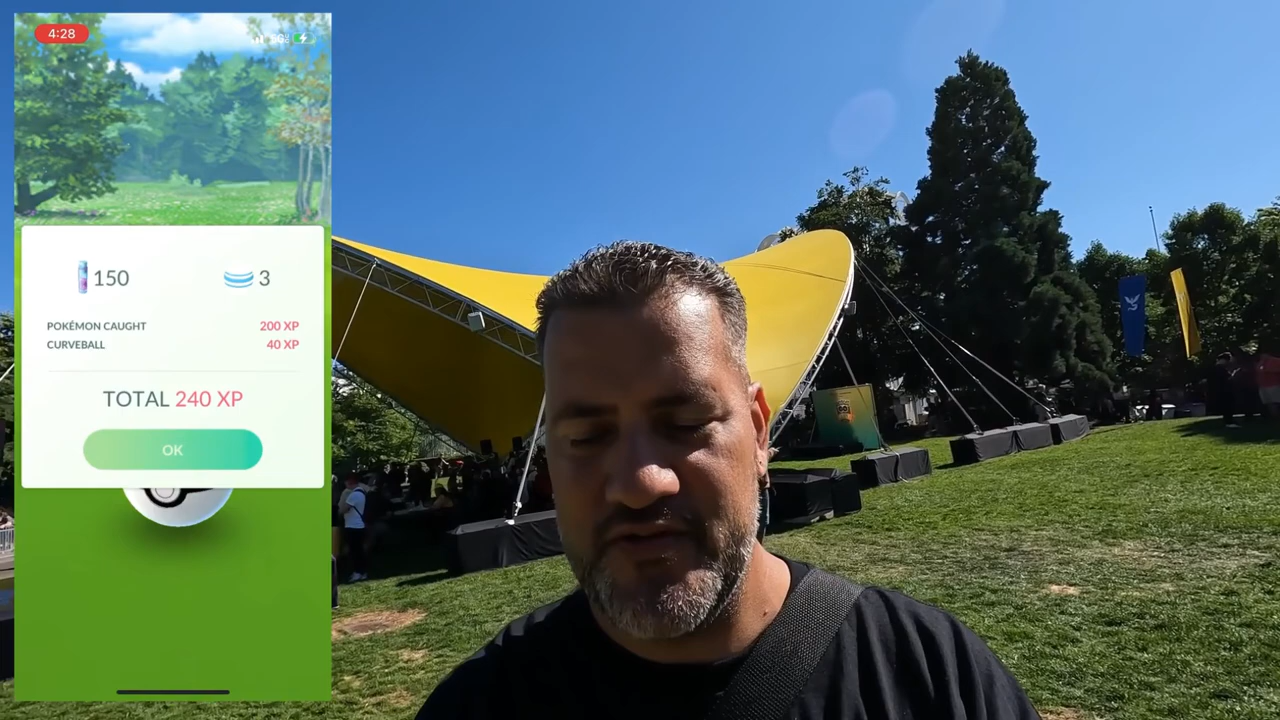 4:28
150
3
POKÉMON CAUGHT 200 XP
CURVEBALL 40 XP
TOTAL 240 XP
OK